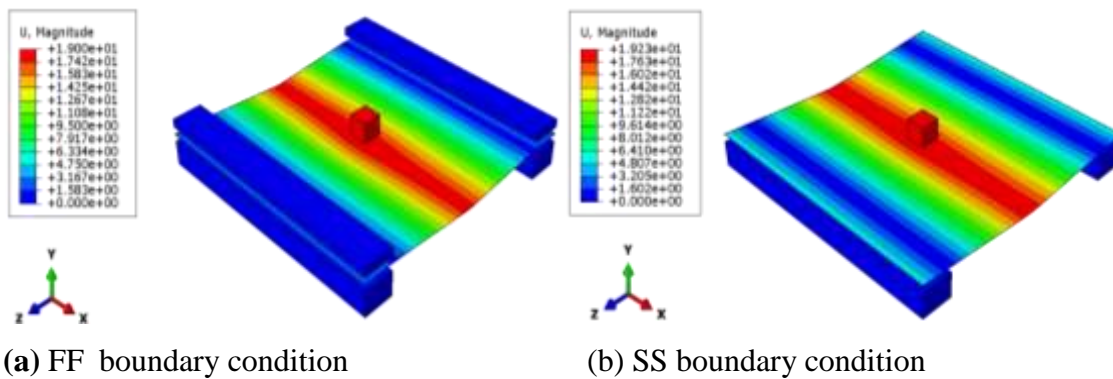 U, Magnitude
+1.900e+01
+1.742e+01
+1.583e+01
+1.425e+01
+1.267e+01
+1.108e+01
+9.500e+00
+7.917e+00
+6.334e+00
+4.750e+00
+3.167e+00
+1.583e+00
+0.000e+00
Y
Z
X
U, Magnitude
+1.923e+01
+1.763e+01
+1.602e+01
+1.442e+01
+1.282e+01
+1.122e+01
+9.614e+00
+8.012e+00
+6.410e+00
+4.807e+00
+3.205e+00
+1.602e+00
+0.000e+00
Y
Z
X
(a) FF boundary condition
(b) SS boundary condition